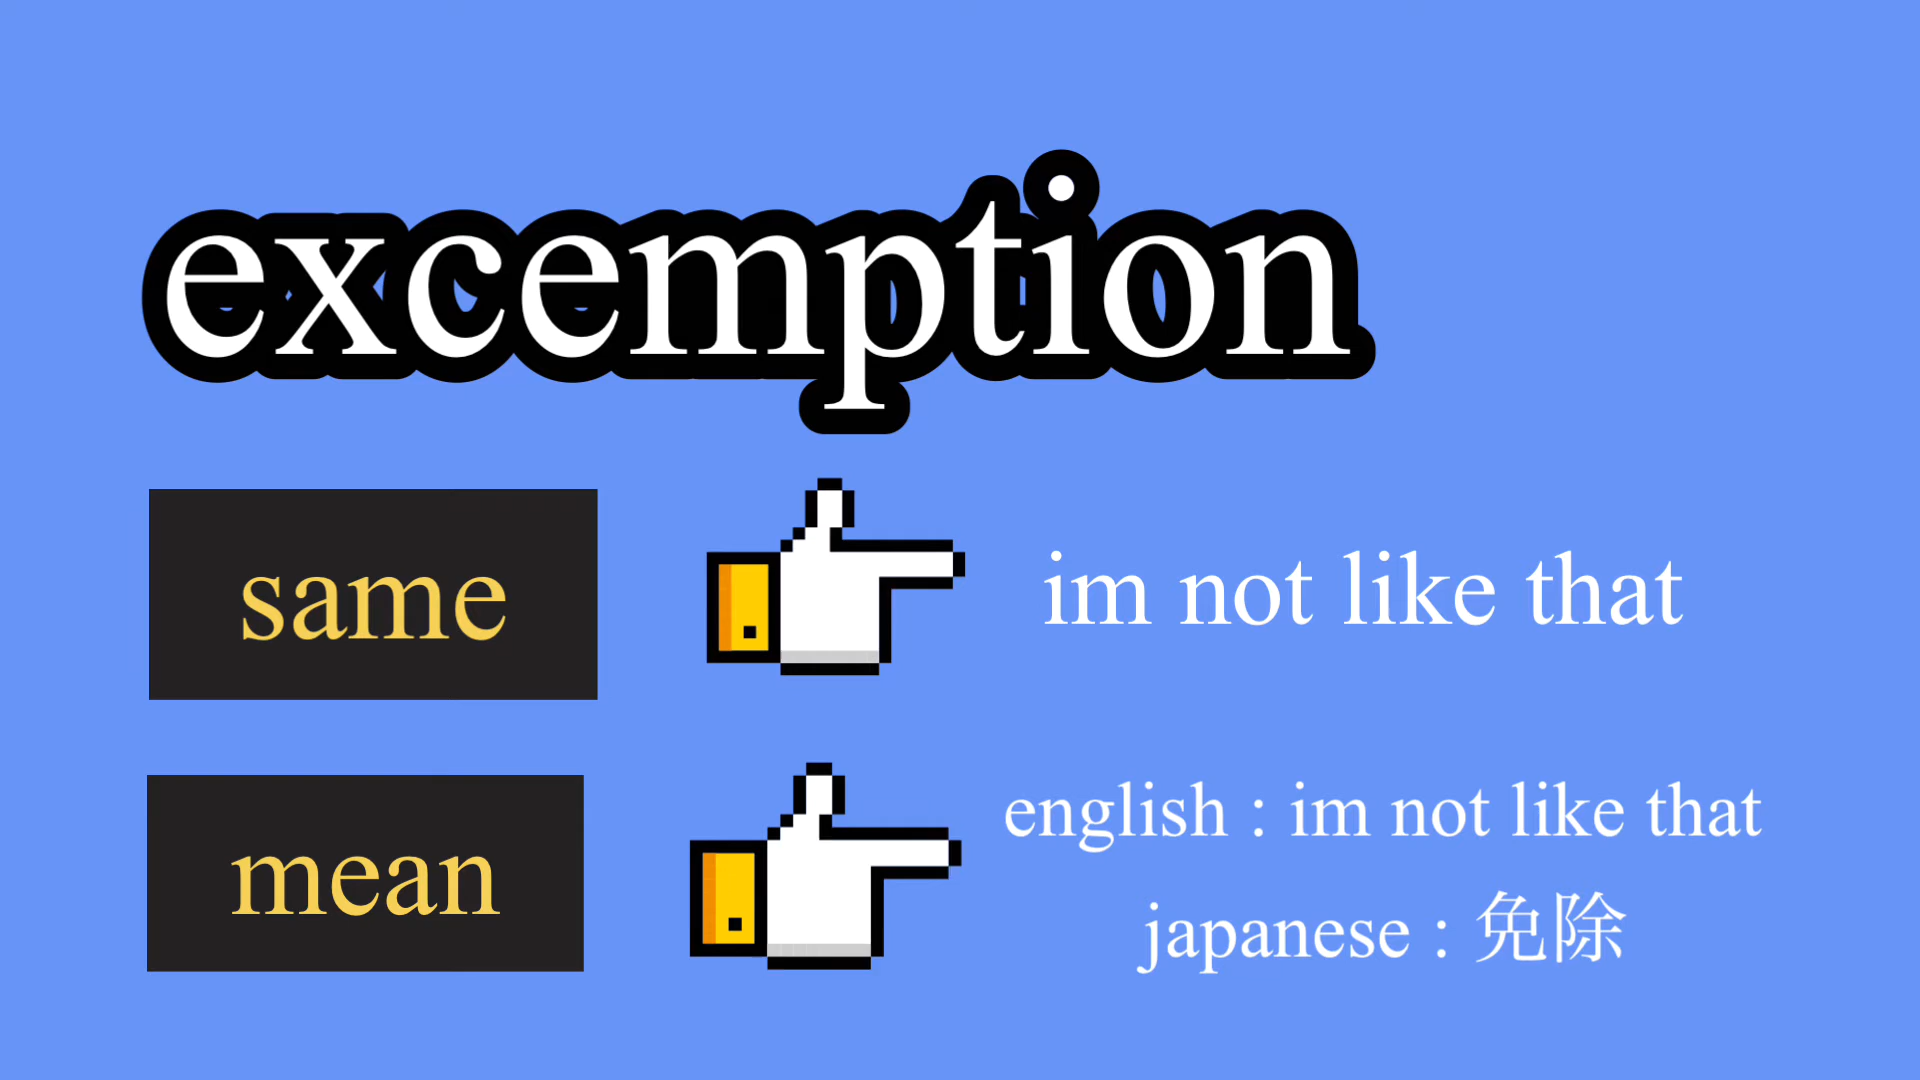 excemption
same
im not like that
mean
english : im not like that
japanese : 免除